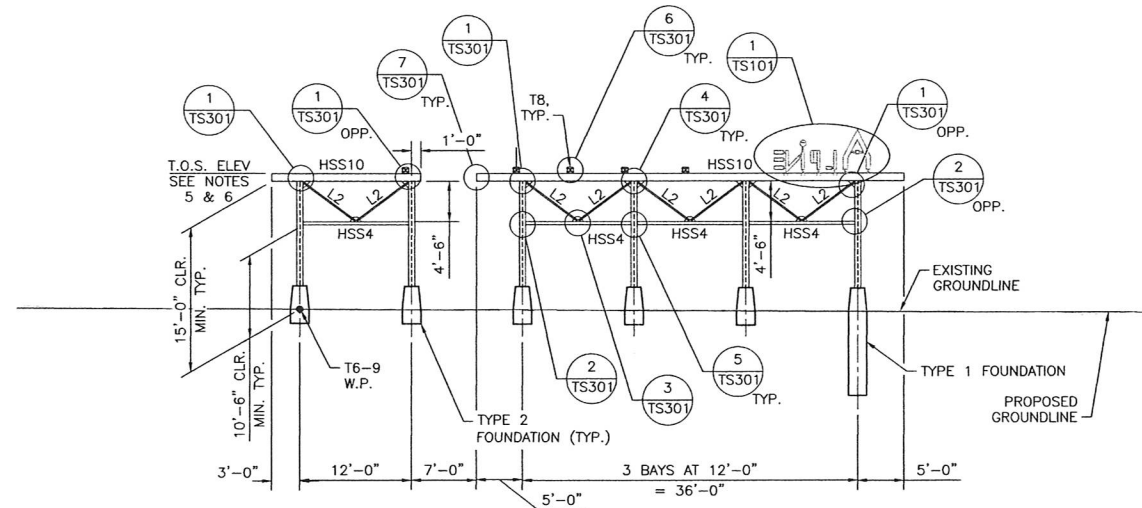 1
TS301
1
TS301
OPP.
7
TS301
TYP.
1
TS301
6
TS301
TYP.
1
TS101
4
TS301
TYP.
1
TS301
OPP.
2
TS301
OPP.
T8,
TYP.
1'-0"
T.O.S. ELEV
SEE NOTES
5 & 6
HSS10
HSS10
ALPINE
L2 L2
L2 L2 L2 L2 L2 L2
HSS4
HSS4 HSS4 HSS4
4'-6"
4'-6"
15'-0" CLR.
MIN. TYP.
10'-6" CLR.
MIN. TYP.
EXISTING
GROUNDLINE
T6-9
W.P.
TYPE 2
FOUNDATION (TYP.)
2
TS301
3
TS301
5
TS301
TYP.
TYPE 1 FOUNDATION
PROPOSED
GROUNDLINE
3'-0" 12'-0" 7'-0" 5'-0" 3 BAYS AT 12'-0"
= 36'-0" 5'-0"